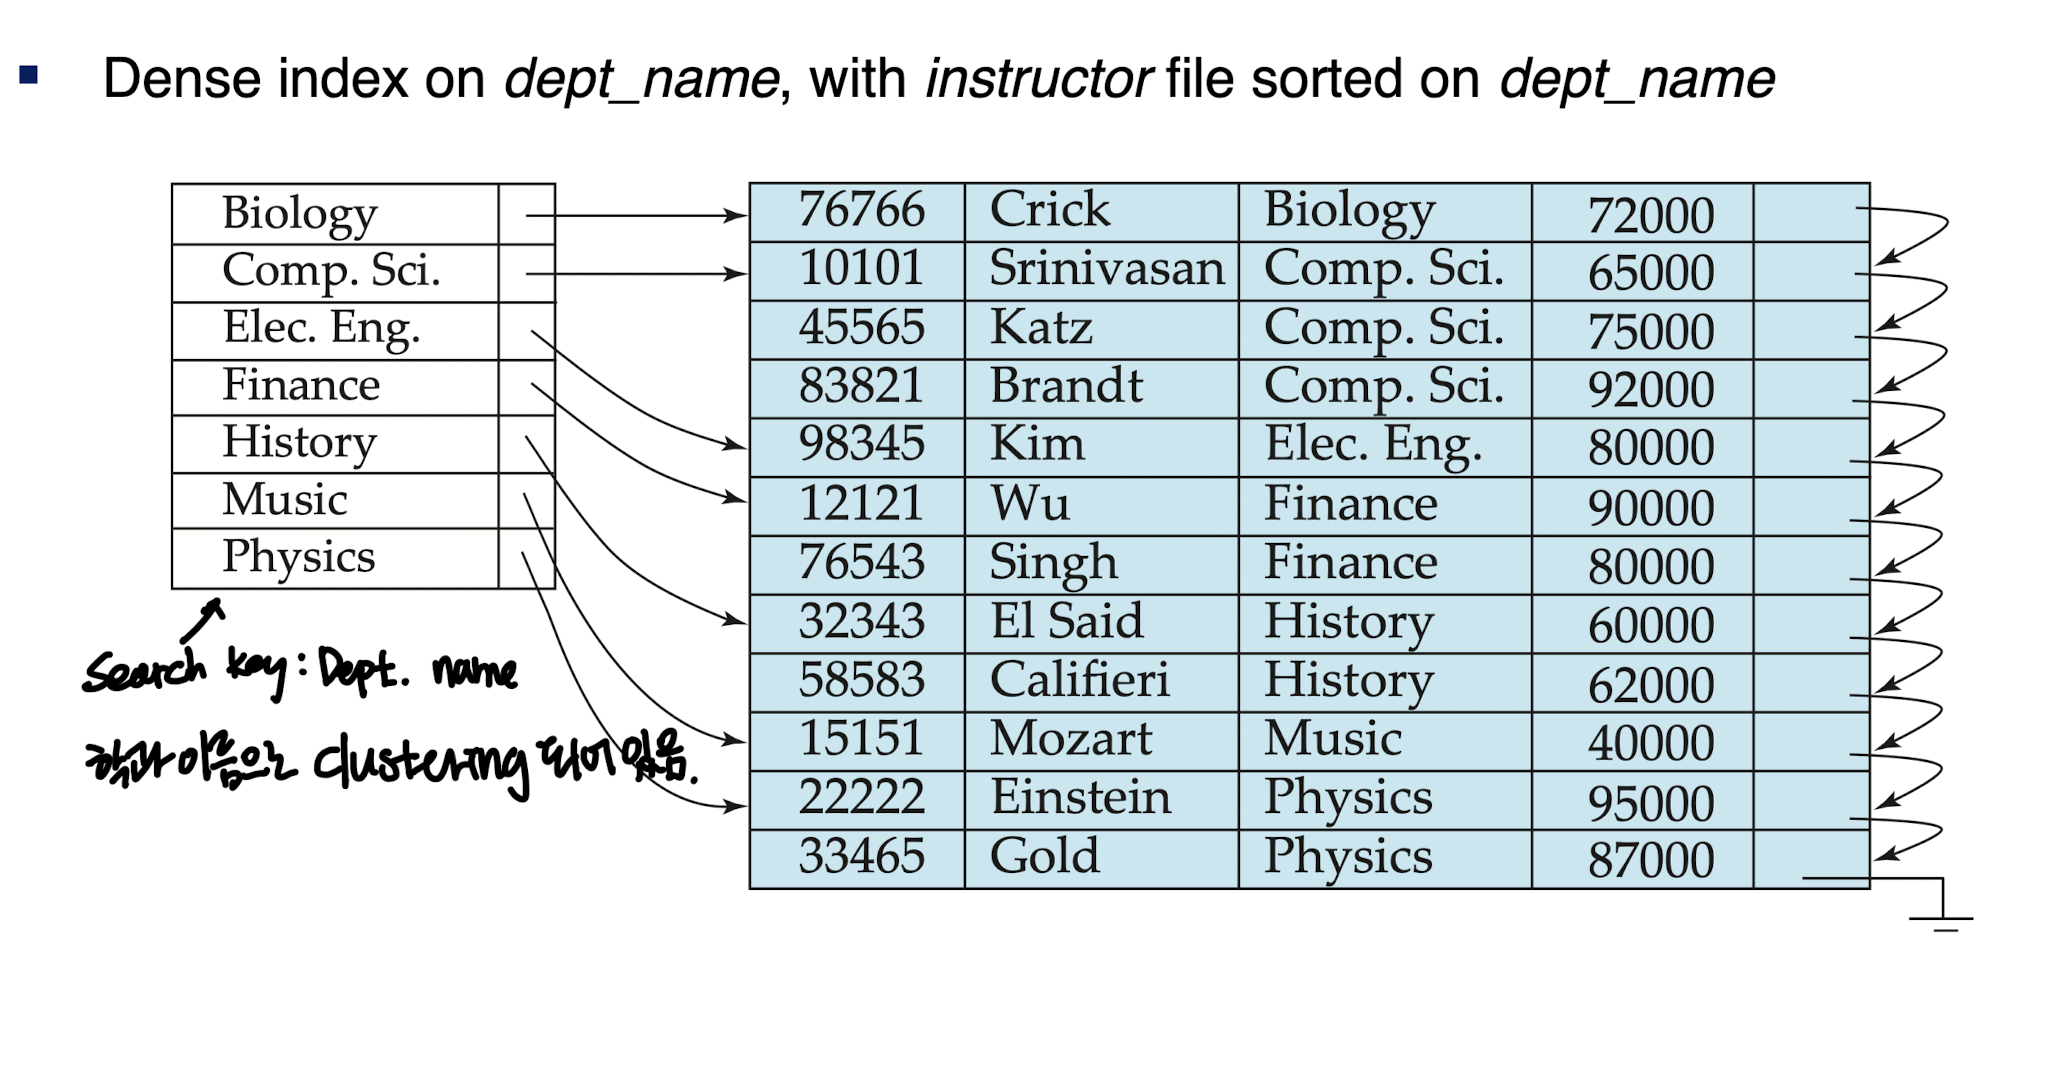 ▪ Dense index on dept_name, with instructor file sorted on dept_name
Biology
Comp. Sci.
Elec. Eng.
Finance
History
Music
Physics
76766 Crick Biology 72000
10101 Srinivasan Comp. Sci. 65000
45565 Katz Comp. Sci. 75000
83821 Brandt Comp. Sci. 92000
98345 Kim Elec. Eng. 80000
12121 Wu Finance 90000
76543 Singh Finance 80000
32343 El Said History 60000
58583 Califieri History 62000
15151 Mozart Music 40000
22222 Einstein Physics 95000
33465 Gold Physics 87000
Search key : Dept. name
학과 이름으로 clustering 되어 있음.